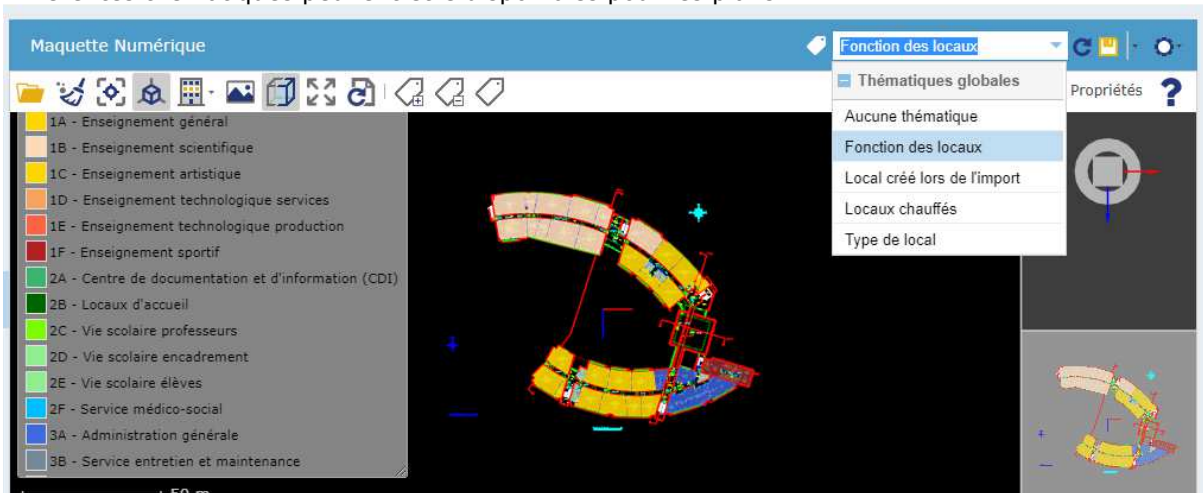 Maquette Numérique
Fonction des locaux
Thématiques globales
Aucune thématique
Fonction des locaux
Local créé lors de l'import
Locaux chauffés
Type de local
Propriétés ?
1A - Enseignement général
1B - Enseignement scientifique
1C - Enseignement artistique
1D - Enseignement technologique services
1E - Enseignement technologique production
1F - Enseignement sportif
2A - Centre de documentation et d'information (CDI)
2B - Locaux d'accueil
2C - Vie scolaire professeurs
2D - Vie scolaire encadrement
2E - Vie scolaire élèves
2F - Service médico-social
3A - Administration générale
3B - Service entretien et maintenance
50 m